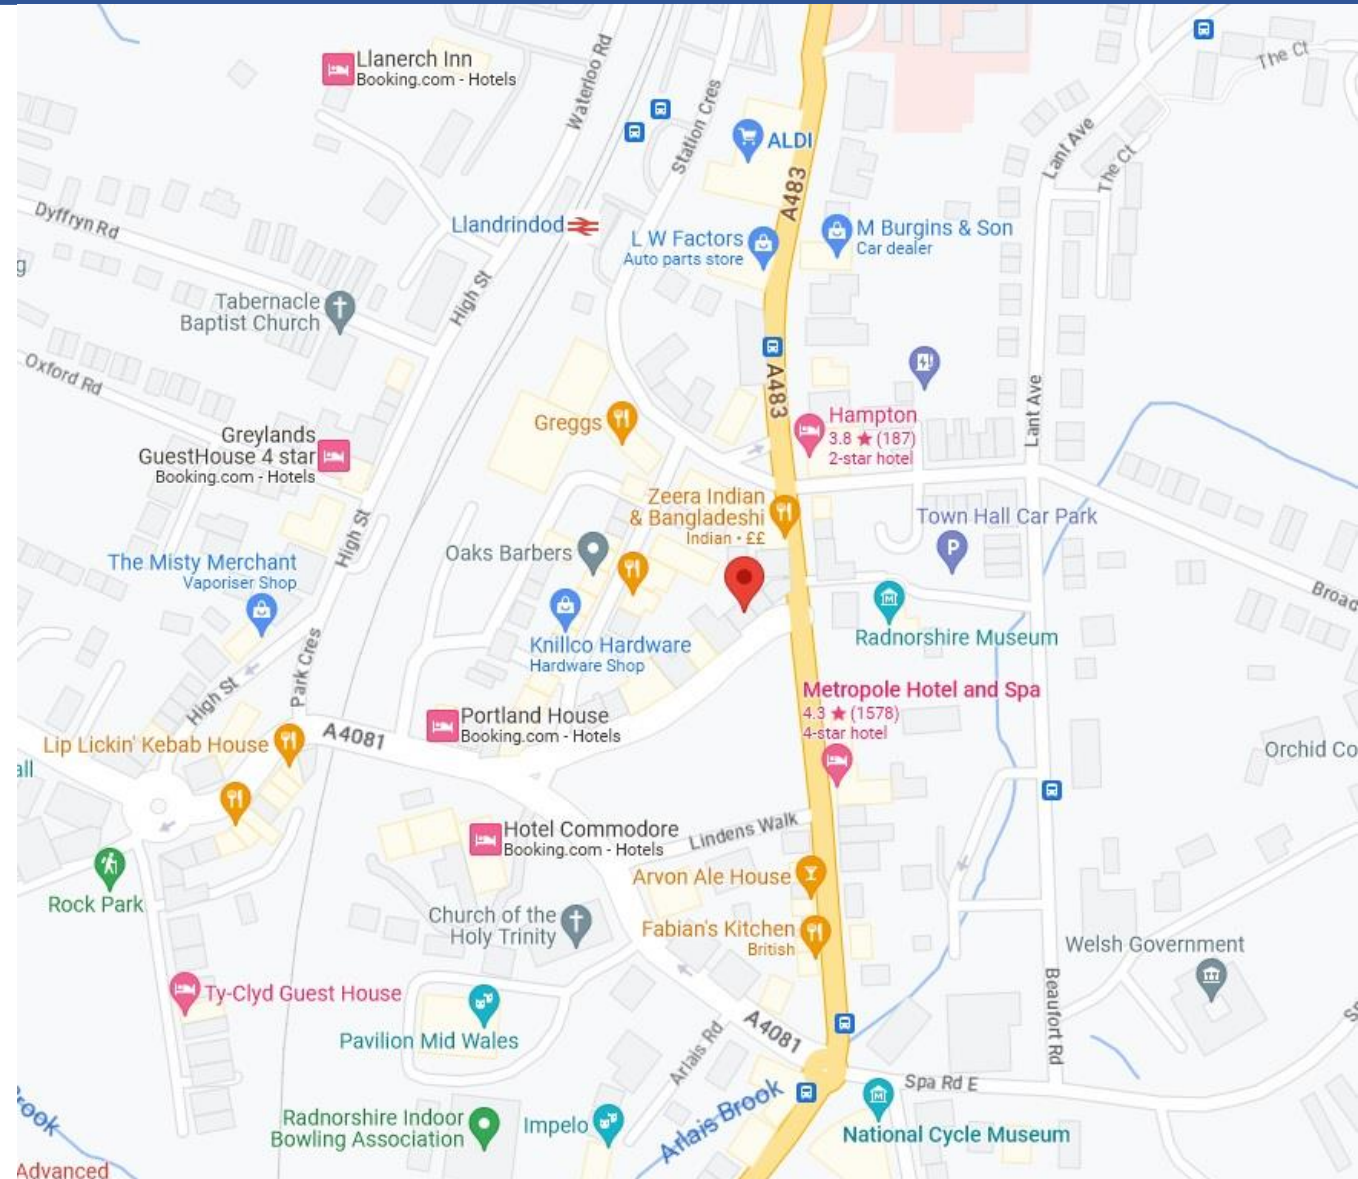 Llanerch Inn
Booking.com - Hotels
Waterloo Rd
Station Cres
The Ct
ALDI
Lant Ave
The Ct
A483
Dyffryn Rd
Llandrindod
L W Factors
Auto parts store
M Burgins & Son
Car dealer
g
High St
Tabernacle
Baptist Church
Oxford Rd
A483
Lant Ave
Hampton
3.8 ★ (187)
2-star hotel
Greggs
Greylands
GuestHouse 4 star
Booking.com - Hotels
Zeera Indian
& Bangladeshi
Indian · ££
Town Hall Car Park
P
High St
Oaks Barbers
The Misty Merchant
Vaporiser Shop
Broad
Radnorshire Museum
Knillco Hardware
Hardware Shop
Park Cres
High St
Metropole Hotel and Spa
4.3 ★ (1578)
4-star hotel
Portland House
Booking.com - Hotels
A4081
Lip Lickin' Kebab House
all
Orchid Co
Hotel Commodore
Booking.com - Hotels
Lindens Walk
Arvon Ale House
Rock Park
Church of the
Holy Trinity
Fabian's Kitchen
British
Welsh Government
Ty-Clyd Guest House
Beaufort Rd
Pavilion Mid Wales
A4081
Arlais Rd
Spa Rd E
Arlais Brook
rook
Radnorshire Indoor
Bowling Association
Impelo
National Cycle Museum
Advanced